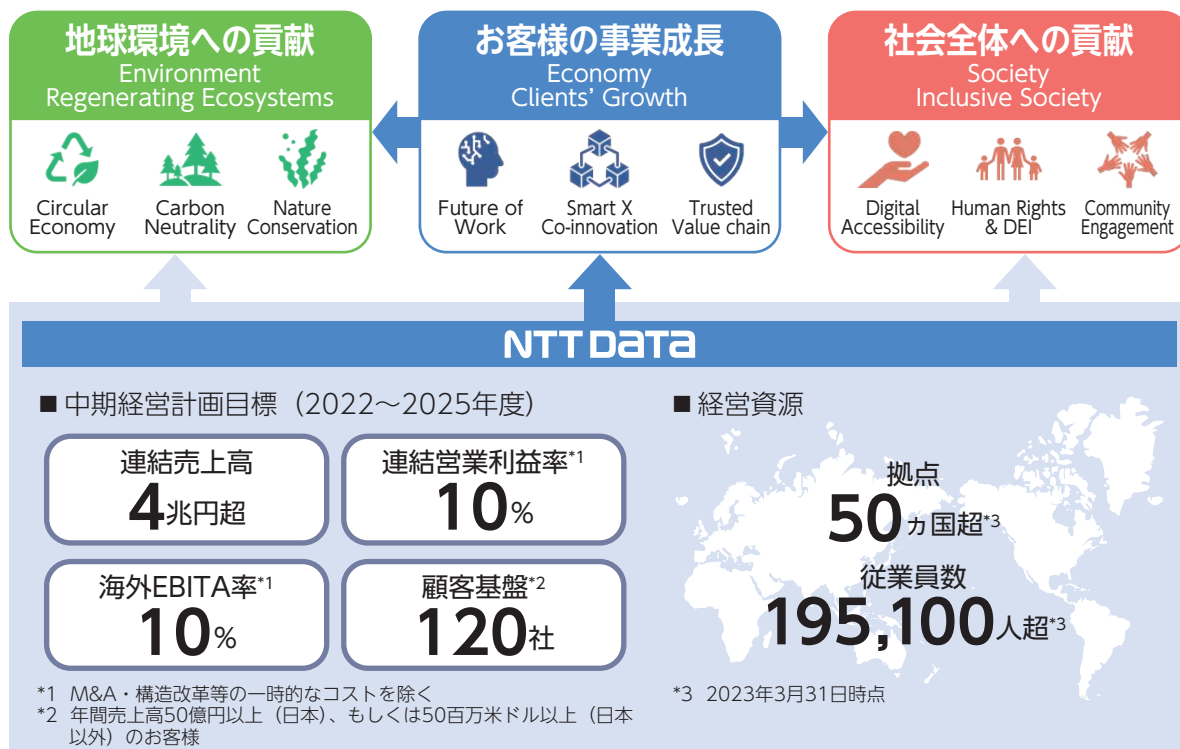 地球環境への貢献
Environment
Regenerating Ecosystems
Circular
Economy
Carbon
Neutrality
Nature
Conservation
お客様の事業成長
Economy
Clients’ Growth
Future of
Work
Smart X
Co-innovation
Trusted
Value chain
社会全体への貢献
Society
Inclusive Society
Digital
Accessibility
Human Rights
& DEI
Community
Engagement
NTT DATA
■ 中期経営計画目標（2022～2025年度）
連結売上高
4兆円超
連結営業利益率*1
10%
海外EBITA率*1
10%
顧客基盤*2
120社
*1 M&A・構造改革等の一時的なコストを除く
*2 年間売上高50億円以上（日本）、もしくは50百万米ドル以上（日本
以外）のお客様
■ 経営資源
拠点
50ヵ国超*3
従業員数
195,100人超*3
*3 2023年3月31日時点